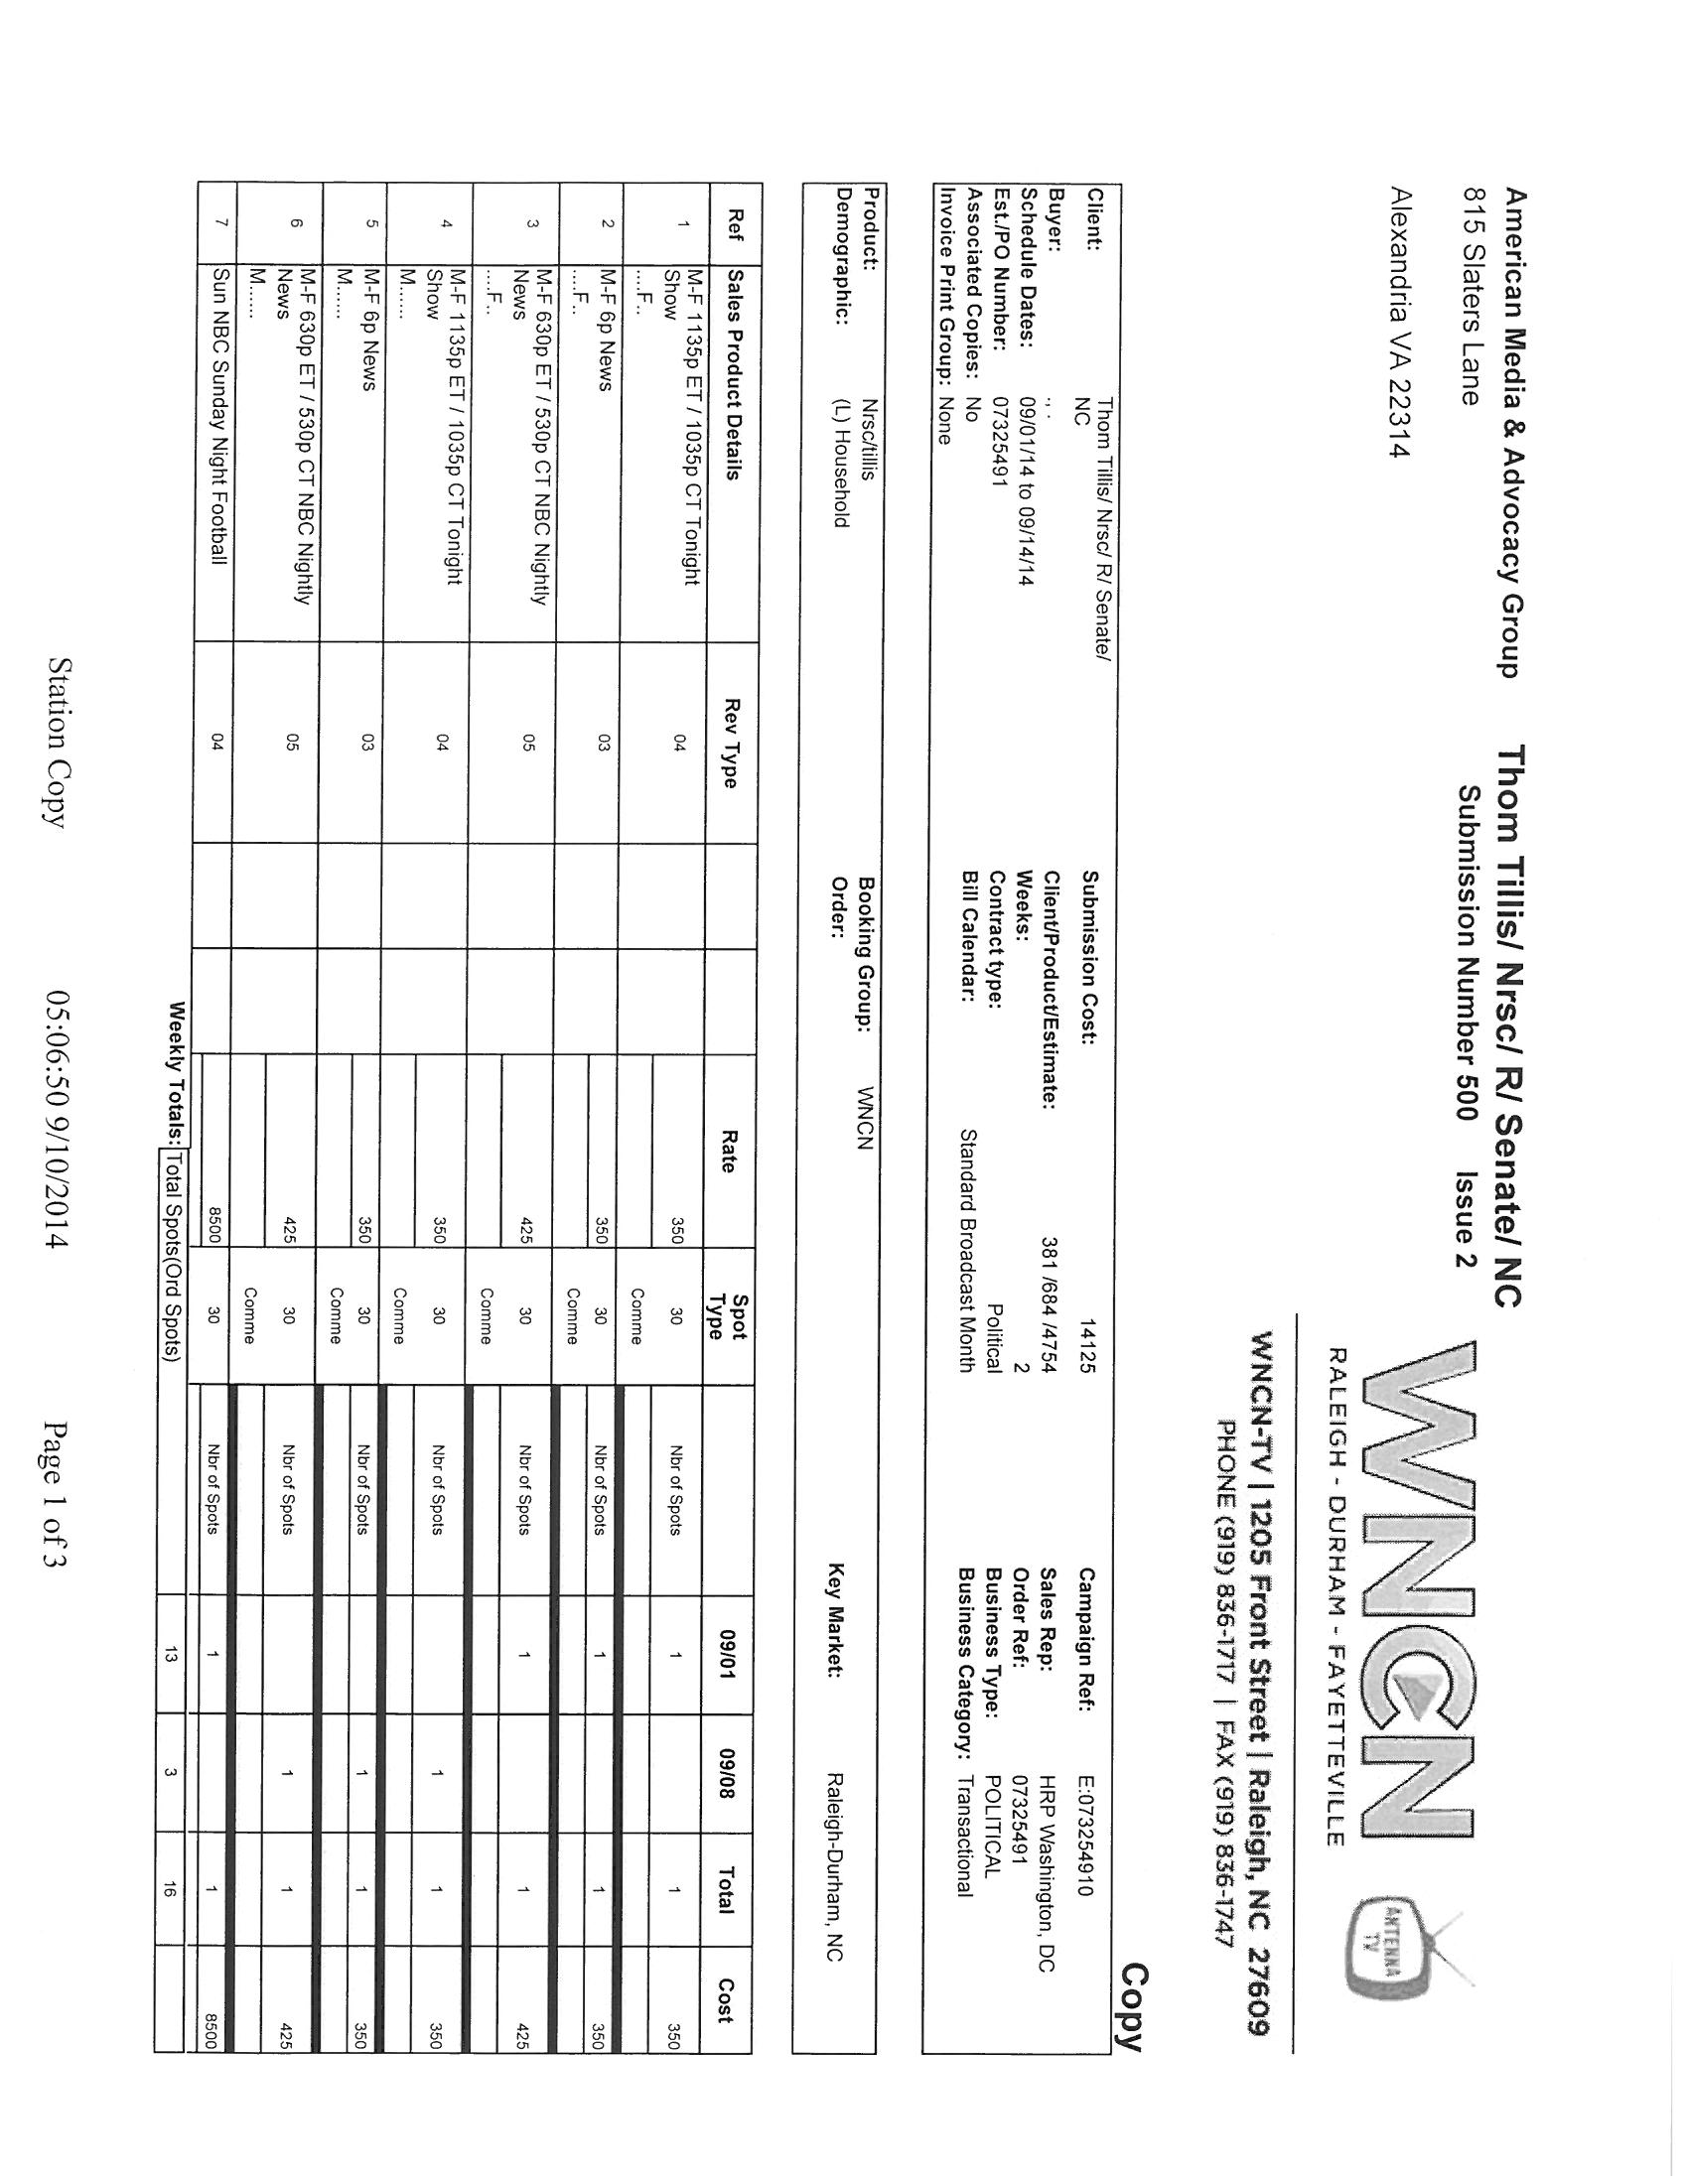 American Media & Advocacy Group
815 Slaters Lane
Alexandria VA 22314
Thom Tillis/ Nrsc/ R/ Senate/ NC
Submission Number 500 Issue 2
WNCN
RALEIGH - DURHAM - FAYETTEVILLE
ANTENNA TV
WNCN-TV | 1205 Front Street | Raleigh, NC 27609
PHONE (919) 836-1717 | FAX (919) 836-1747
Copy
Client: Thom Tillis/ Nrsc/ R/ Senate/ NC
Buyer: ., .
Schedule Dates: 09/01/14 to 09/14/14
Est./PO Number: 07325491
Associated Copies: No
Invoice Print Group: None
Submission Cost: 14125
Client/Product/Estimate: 381 /684 /4754
Weeks: 2
Contract type: Political
Bill Calendar: Standard Broadcast Month
Campaign Ref: E:073254910
Sales Rep: HRP Washington, DC
Order Ref: 07325491
Business Type: POLITICAL
Business Category: Transactional
Product: Nrsc/tillis
Demographic: (L) Household
Booking Group: WNCN
Order:
Key Market: Raleigh-Durham, NC
Ref Sales Product Details Rev Type Rate Spot Type 09/01 09/08 Total Cost
1 M-F 1135p ET / 1035p CT Tonight 04 350 30 Nbr of Spots 1 1 350
Show
....F.. Comme
2 M-F 6p News 03 350 30 Nbr of Spots 1 1 350
....F.. Comme
3 M-F 630p ET / 530p CT NBC Nightly 05 425 30 Nbr of Spots 1 1 425
News
....F.. Comme
4 M-F 1135p ET / 1035p CT Tonight 04 350 30 Nbr of Spots 1 1 350
Show
M...... Comme
5 M-F 6p News 03 350 30 Nbr of Spots 1 1 350
M...... Comme
6 M-F 630p ET / 530p CT NBC Nightly 05 425 30 Nbr of Spots 1 1 425
News
M...... Comme
7 Sun NBC Sunday Night Football 04 8500 30 Nbr of Spots 1 1 8500
Weekly Totals: Total Spots(Ord Spots) 13 3 16
Station Copy 05:06:50 9/10/2014 Page 1 of 3